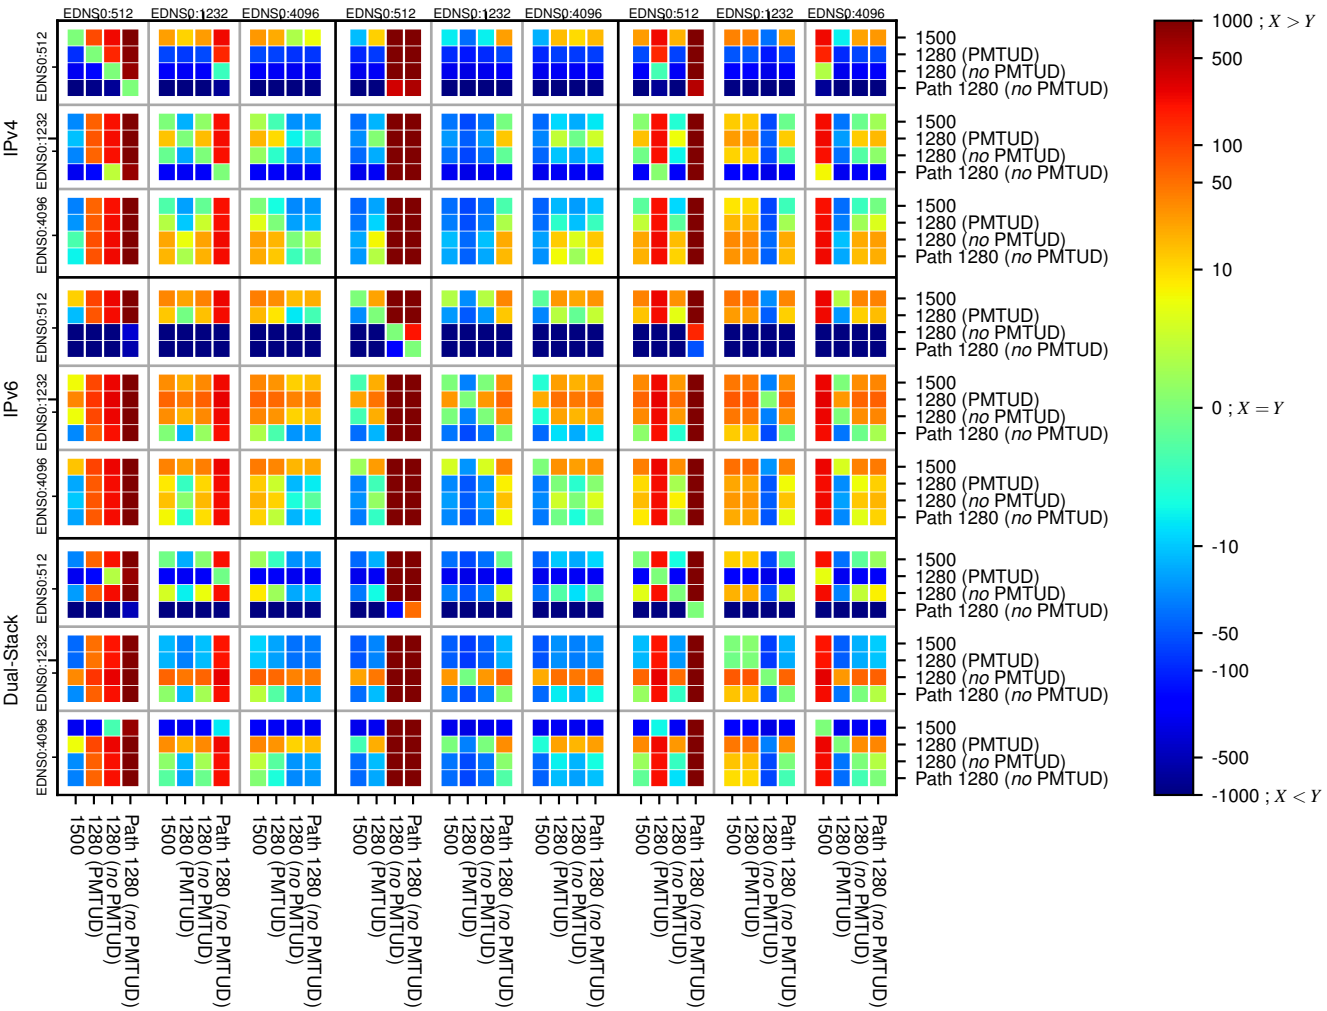 EDNS0:512 EDNS0:1232 EDNS0:4096 EDNS0:512 EDNS0:1232 EDNS0:4096 EDNS0:512 EDNS0:1232 EDNS0:4096
IPv4
EDNS0:512
1500
1280 (PMTUD)
1280 (no PMTUD)
Path 1280 (no PMTUD)
EDNS0:1232
1500
1280 (PMTUD)
1280 (no PMTUD)
Path 1280 (no PMTUD)
EDNS0:4096
1500
1280 (PMTUD)
1280 (no PMTUD)
Path 1280 (no PMTUD)
IPv6
EDNS0:512
1500
1280 (PMTUD)
1280 (no PMTUD)
Path 1280 (no PMTUD)
EDNS0:1232
1500
1280 (PMTUD)
1280 (no PMTUD)
Path 1280 (no PMTUD)
EDNS0:4096
1500
1280 (PMTUD)
1280 (no PMTUD)
Path 1280 (no PMTUD)
Dual-Stack
EDNS0:512
1500
1280 (PMTUD)
1280 (no PMTUD)
Path 1280 (no PMTUD)
EDNS0:1232
1500
1280 (PMTUD)
1280 (no PMTUD)
Path 1280 (no PMTUD)
EDNS0:4096
1500
1280 (PMTUD)
1280 (no PMTUD)
Path 1280 (no PMTUD)
1500
1280 (PMTUD)
1280 (no PMTUD)
Path 1280 (no PMTUD)
1500
1280 (PMTUD)
1280 (no PMTUD)
Path 1280 (no PMTUD)
1500
1280 (PMTUD)
1280 (no PMTUD)
Path 1280 (no PMTUD)
1500
1280 (PMTUD)
1280 (no PMTUD)
Path 1280 (no PMTUD)
1500
1280 (PMTUD)
1280 (no PMTUD)
Path 1280 (no PMTUD)
1500
1280 (PMTUD)
1280 (no PMTUD)
Path 1280 (no PMTUD)
1500
1280 (PMTUD)
1280 (no PMTUD)
Path 1280 (no PMTUD)
1500
1280 (PMTUD)
1280 (no PMTUD)
Path 1280 (no PMTUD)
1500
1280 (PMTUD)
1280 (no PMTUD)
Path 1280 (no PMTUD)
1000 ; X > Y
500
100
50
10
0 ; X = Y
-10
-50
-100
-500
-1000 ; X < Y